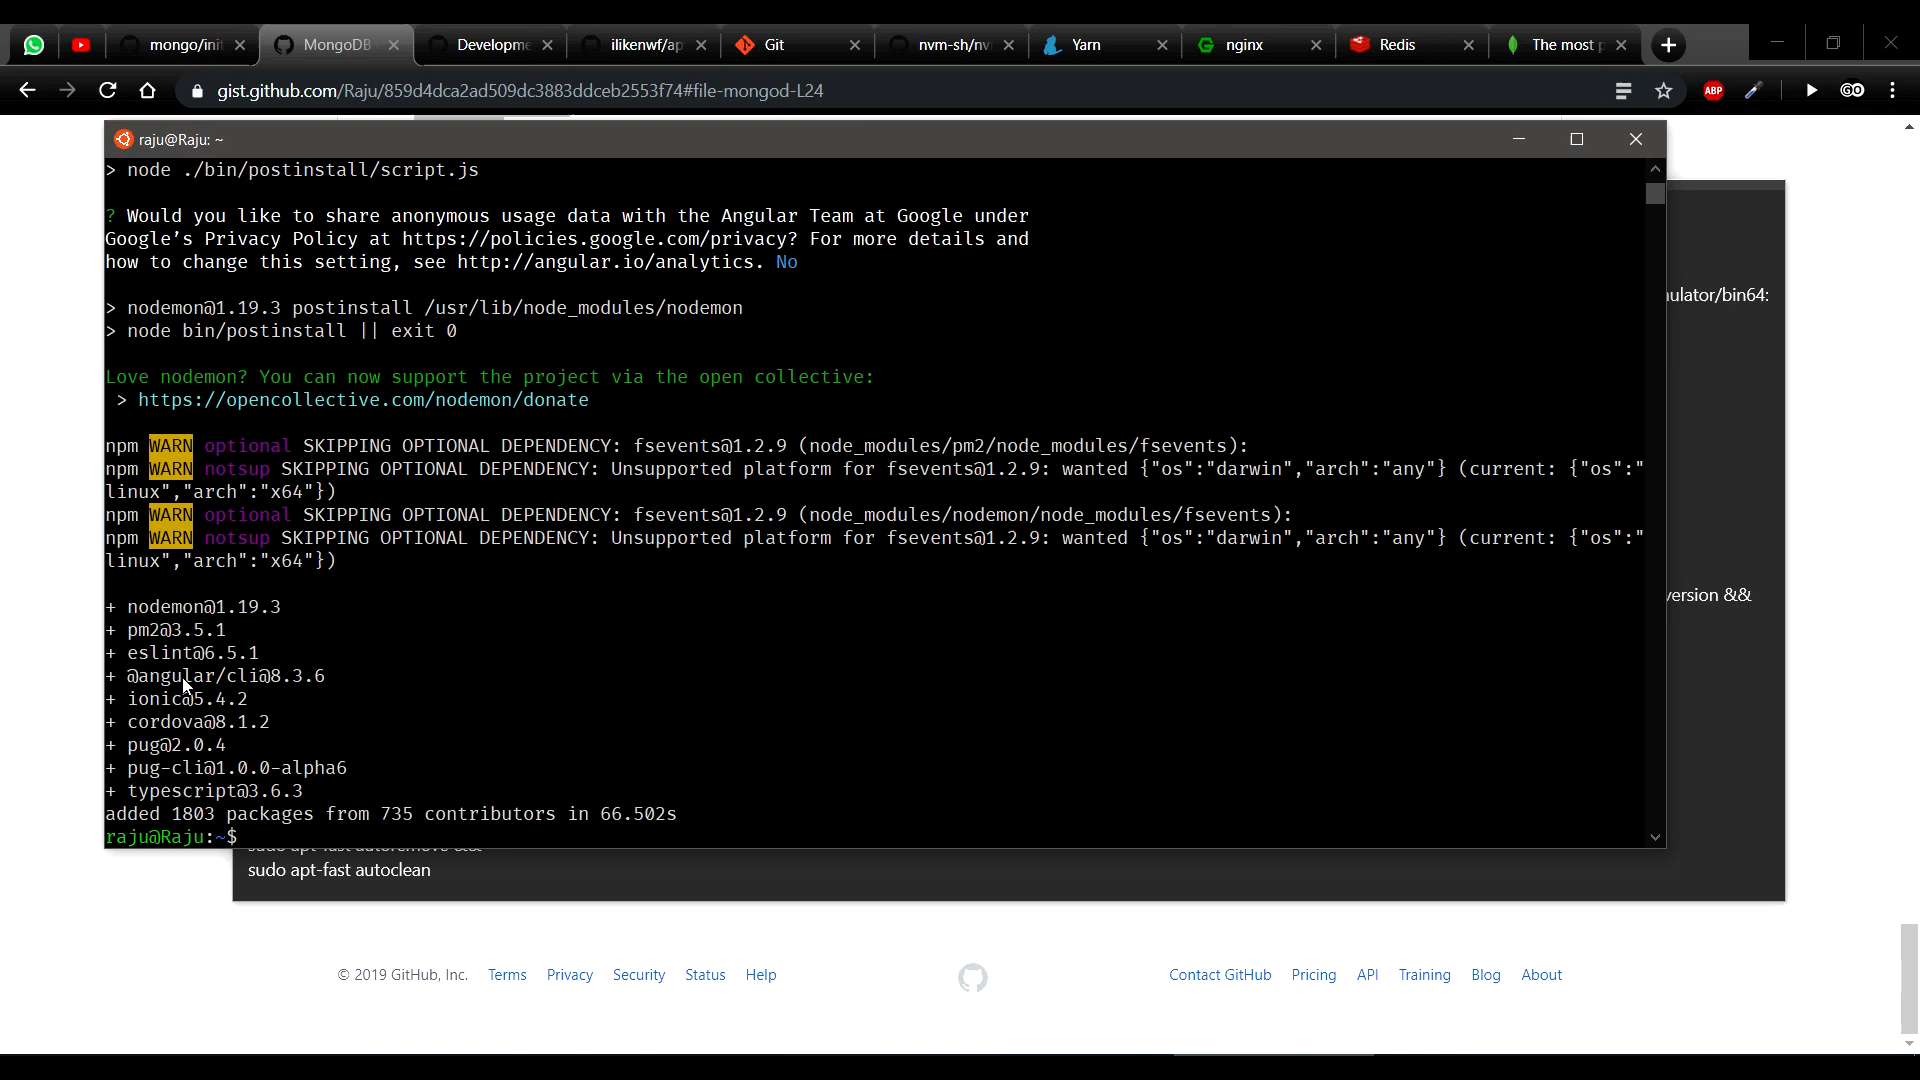 mongo/init
MongoDB
Developme
ilikenwf/ap
Git
nvm-sh/nv
Yarn
nginx
Redis
The most p
gist.github.com/Raju/859d4dca2ad509dc3883ddceb2553f74#file-mongod-L24
ABP
GO
raju@Raju: ~
> node ./bin/postinstall/script.js
? Would you like to share anonymous usage data with the Angular Team at Google under
Google’s Privacy Policy at https://policies.google.com/privacy? For more details and
how to change this setting, see http://angular.io/analytics. No
> nodemon@1.19.3 postinstall /usr/lib/node_modules/nodemon
> node bin/postinstall || exit 0
Love nodemon? You can now support the project via the open collective:
> https://opencollective.com/nodemon/donate
npm WARN optional SKIPPING OPTIONAL DEPENDENCY: fsevents@1.2.9 (node_modules/pm2/node_modules/fsevents):
npm WARN notsup SKIPPING OPTIONAL DEPENDENCY: Unsupported platform for fsevents@1.2.9: wanted {"os":"darwin","arch":"any"} (current: {"os":"
linux","arch":"x64"})
npm WARN optional SKIPPING OPTIONAL DEPENDENCY: fsevents@1.2.9 (node_modules/nodemon/node_modules/fsevents):
npm WARN notsup SKIPPING OPTIONAL DEPENDENCY: Unsupported platform for fsevents@1.2.9: wanted {"os":"darwin","arch":"any"} (current: {"os":"
linux","arch":"x64"})
+ nodemon@1.19.3
+ pm2@3.5.1
+ eslint@6.5.1
+ @angular/cli@8.3.6
+ ionic@5.4.2
+ cordova@8.1.2
+ pug@2.0.4
+ pug-cli@1.0.0-alpha6
+ typescript@3.6.3
added 1803 packages from 735 contributors in 66.502s
raju@Raju:~$
ulator/bin64:
version &&
sudo apt-fast autoremove &&
sudo apt-fast autoclean
© 2019 GitHub, Inc. Terms Privacy Security Status Help
Contact GitHub Pricing API Training Blog About